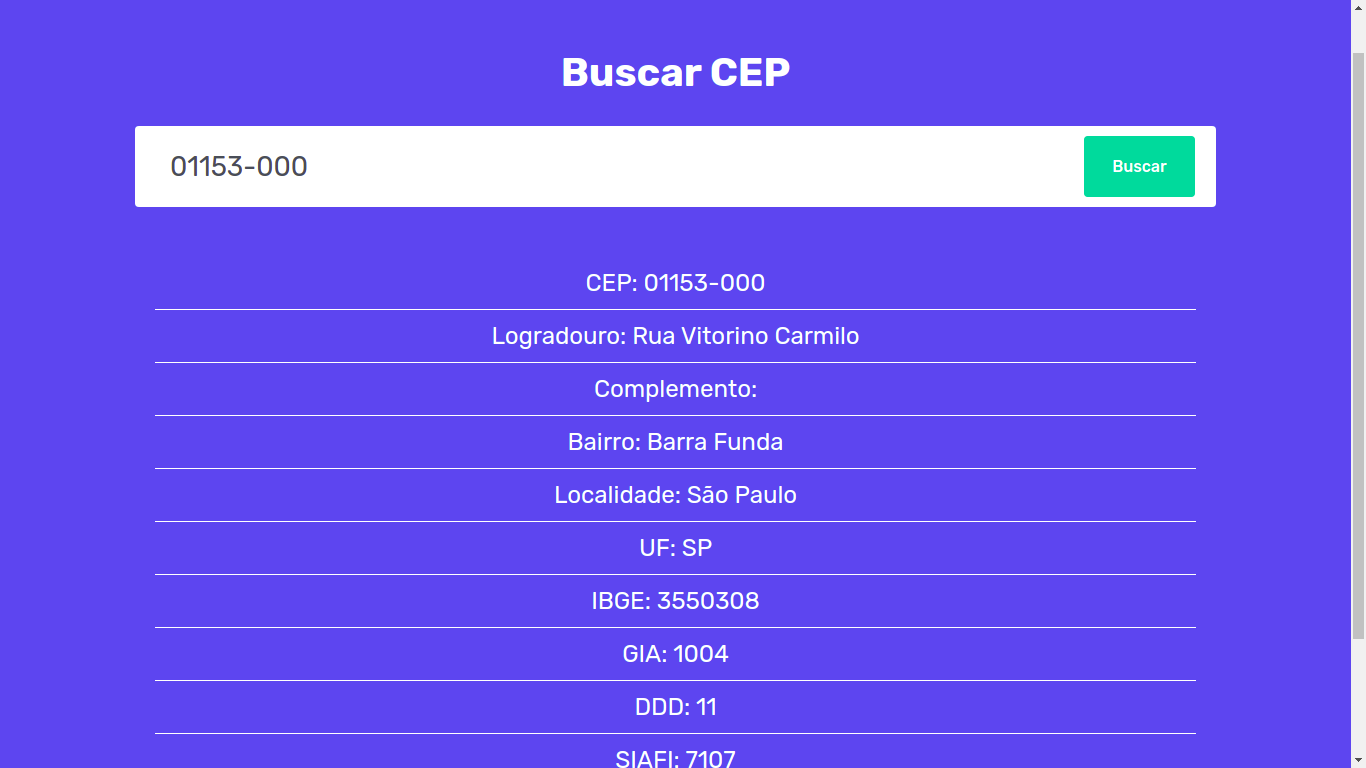 Buscar CEP
01153-000
Buscar
CEP: 01153-000
Logradouro: Rua Vitorino Carmilo
Complemento:
Bairro: Barra Funda
Localidade: São Paulo
UF: SP
IBGE: 3550308
GIA: 1004
DDD: 11
SIAFI: 7107